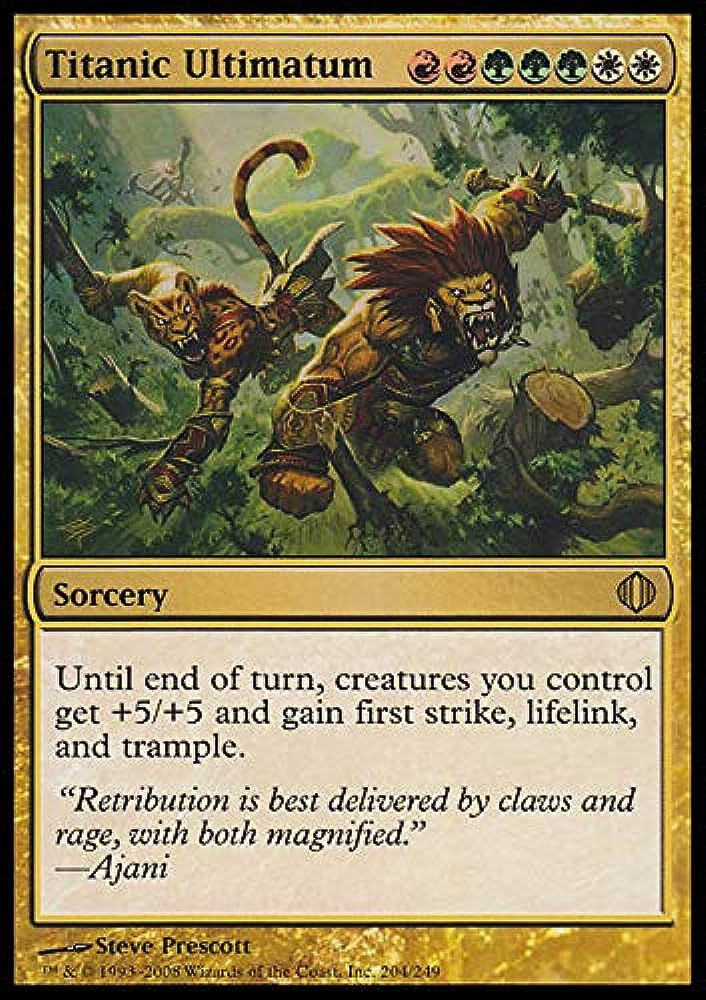 Titanic Ultimatum
Sorcery
Until end of turn, creatures you control
get +5/+5 and gain first strike, lifelink,
and trample.
“Retribution is best delivered by claws and
rage, with both magnified.”
—Ajani
Steve Prescott
™ & © 1993–2008 Wizards of the Coast, Inc. 204/249